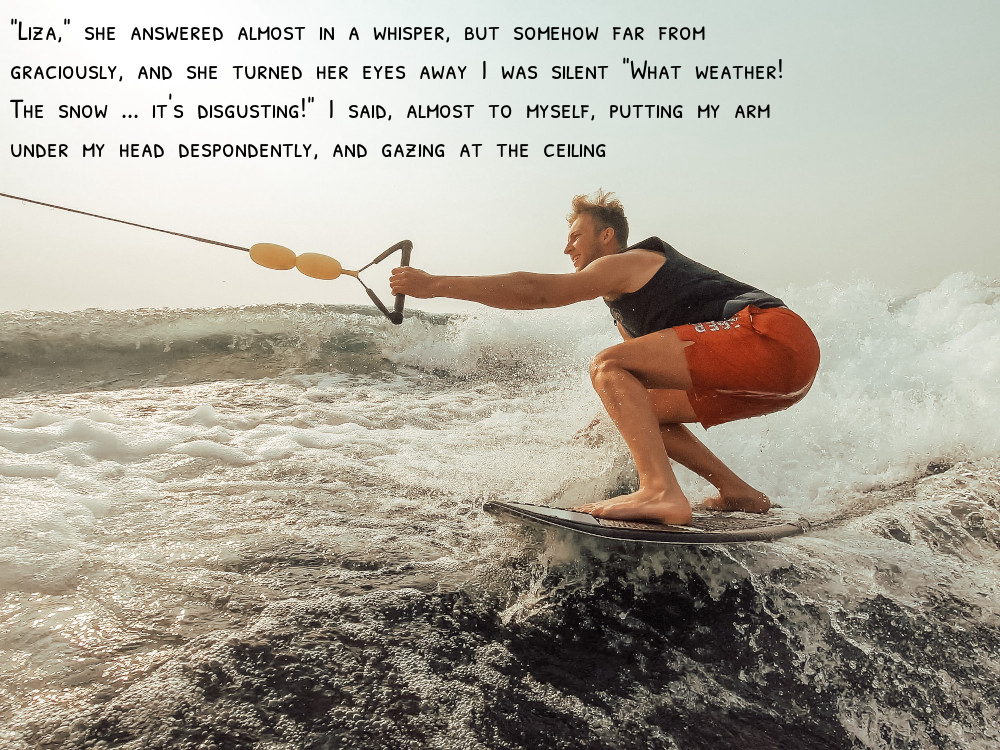 "Liza," she answered almost in a whisper, but somehow far from
graciously, and she turned her eyes away I was silent "What weather!
The snow ... it's disgusting!" I said, almost to myself, putting my arm
under my head despondently, and gazing at the ceiling